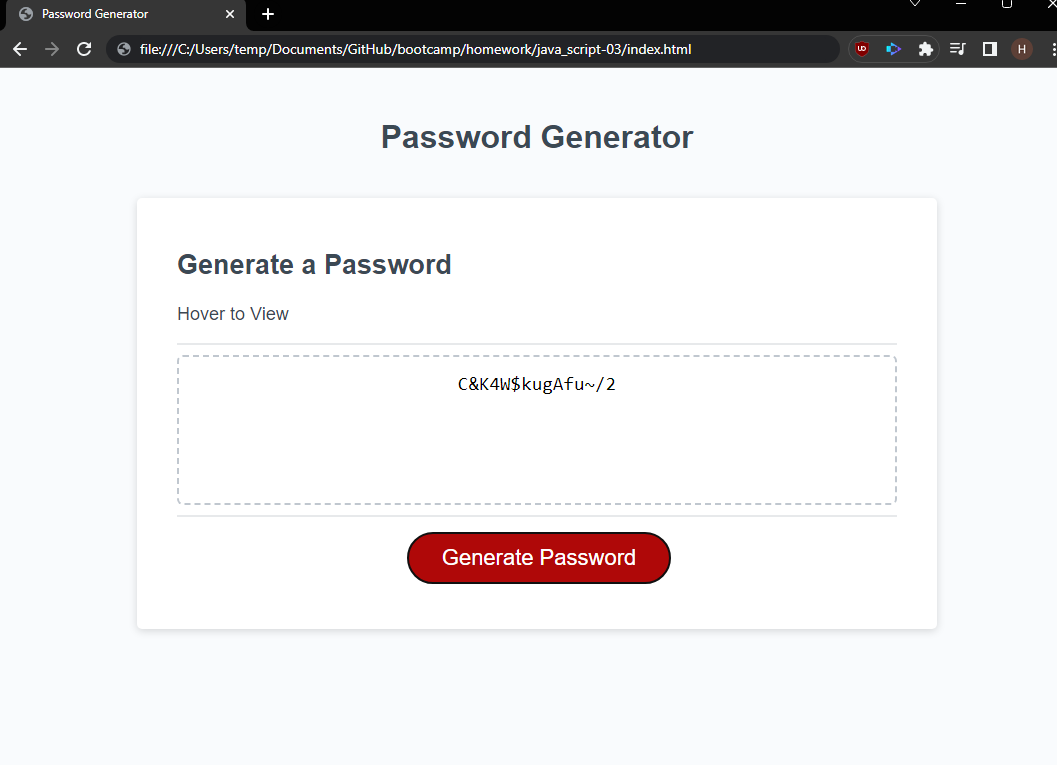 Password Generator
file:///C:/Users/temp/Documents/GitHub/bootcamp/homework/java_script-03/index.html
H
Password Generator
Generate a Password
Hover to View
C&K4W$kugAfu~/2
Generate Password